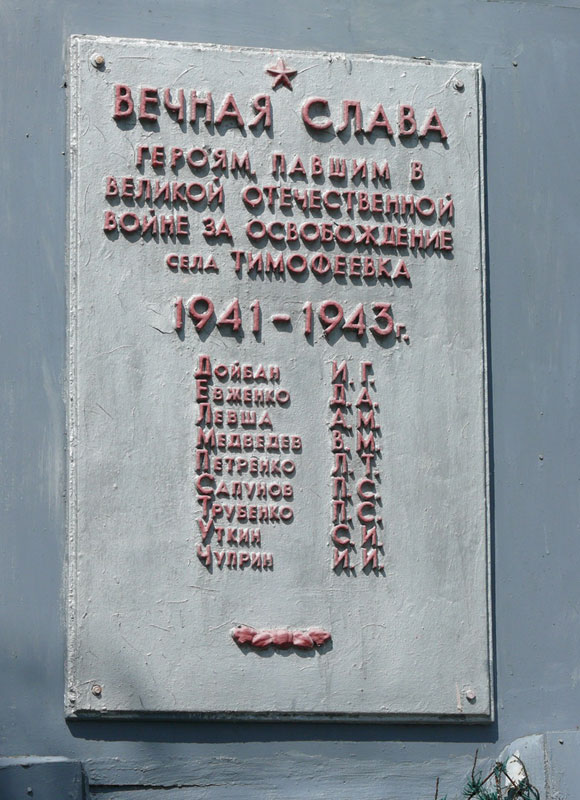 ВЕЧНАЯ СЛАВА
ГЕРОЯМ, ПАВШИМ В
ВЕЛИКОЙ ОТЕЧЕСТВЕННОЙ
ВОЙНЕ ЗА ОСВОБОЖДЕНИЕ
СЕЛА ТИМОФЕЕВКА
1941-1943г.
ДОЙБАН И. Г.
ЕВЖЕНКО Д. А.
ЛЕВША А. М.
МЕДВЕДЕВ В. М.
ПЕТРЕНКО Л. Т.
САПУНОВ П. С.
ТРУБЕНКО П. С.
УТКИН С. И.
ЧУПРИН И. И.